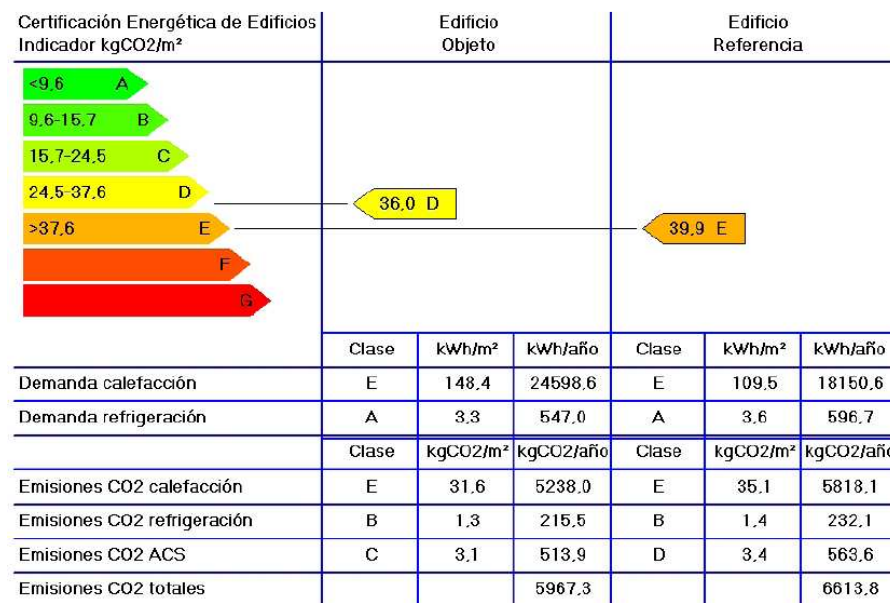 Certificación Energética de Edificios
Indicador kgCO2/m²
Edificio
Objeto
Edificio
Referencia
<9,6 A
9,6-15,7 B
15,7-24,5 C
24,5-37,6 D
36,0 D
>37,6 E
39,9 E
F
G
Clase kWh/m² kWh/año Clase kWh/m² kWh/año
Demanda calefacción E 148,4 24598,6 E 109,5 18150,6
Demanda refrigeración A 3,3 547,0 A 3,6 596,7
Clase kgCO2/m² kgCO2/año Clase kgCO2/m² kgCO2/año
Emisiones CO2 calefacción E 31,6 5238,0 E 35,1 5818,1
Emisiones CO2 refrigeración B 1,3 215,5 B 1,4 232,1
Emisiones CO2 ACS C 3,1 513,9 D 3,4 563,6
Emisiones CO2 totales 5967,3 6613,8